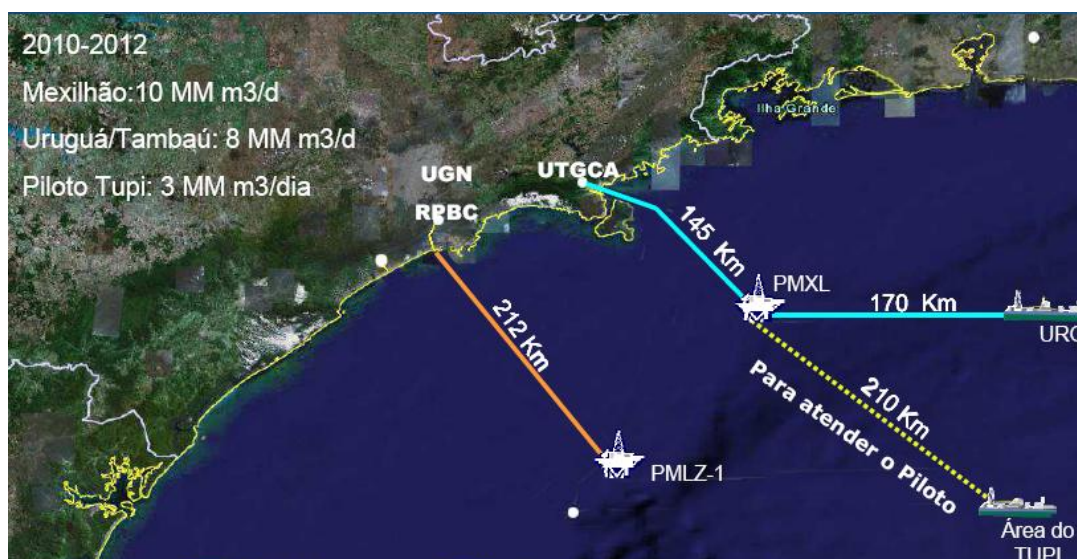 2010-2012
Mexilhão:10 MM m3/d
Uruguá/Tambaú: 8 MM m3/d
Piloto Tupi: 3 MM m3/dia
Ilha Grande
UGN
UTGCA
RPBC
145 Km
PMXL
170 Km
URG
212 Km
210 Km
Para atender o Piloto
PMLZ-1
Área do
TUPI